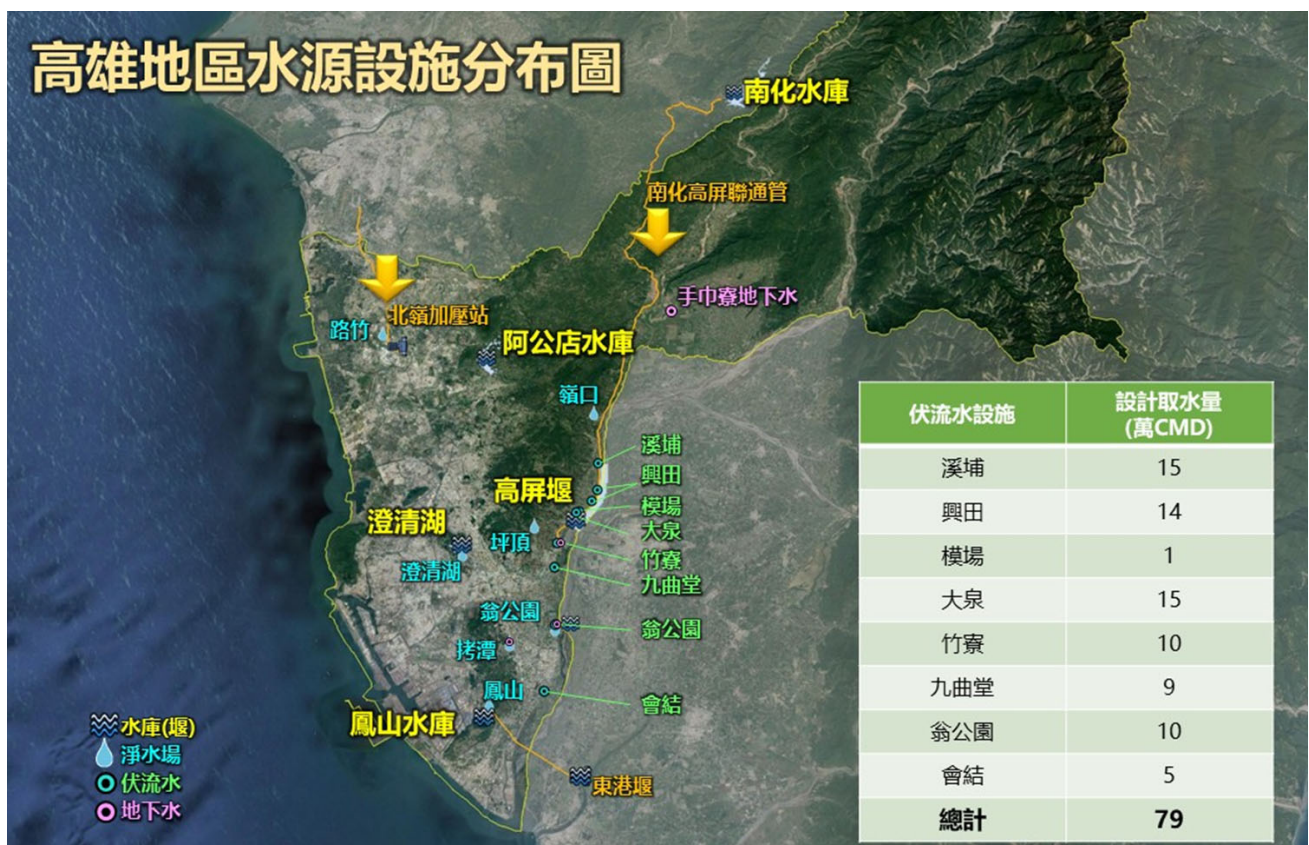 高雄地區水源設施分布圖
南化水庫
南化高屏聯通管
手巾寮地下水
北嶺加壓站
路竹
阿公店水庫
嶺口
溪埔
興田
高屏堰
模場
澄清湖
大泉
坪頂
竹寮
澄清湖
九曲堂
翁公園
翁公園
拷潭
鳳山
會結
鳳山水庫
東港堰
水庫(堰)
淨水場
伏流水
地下水
伏流水設施 設計取水量
(萬CMD)
溪埔 15
興田 14
模場 1
大泉 15
竹寮 10
九曲堂 9
翁公園 10
會結 5
總計 79